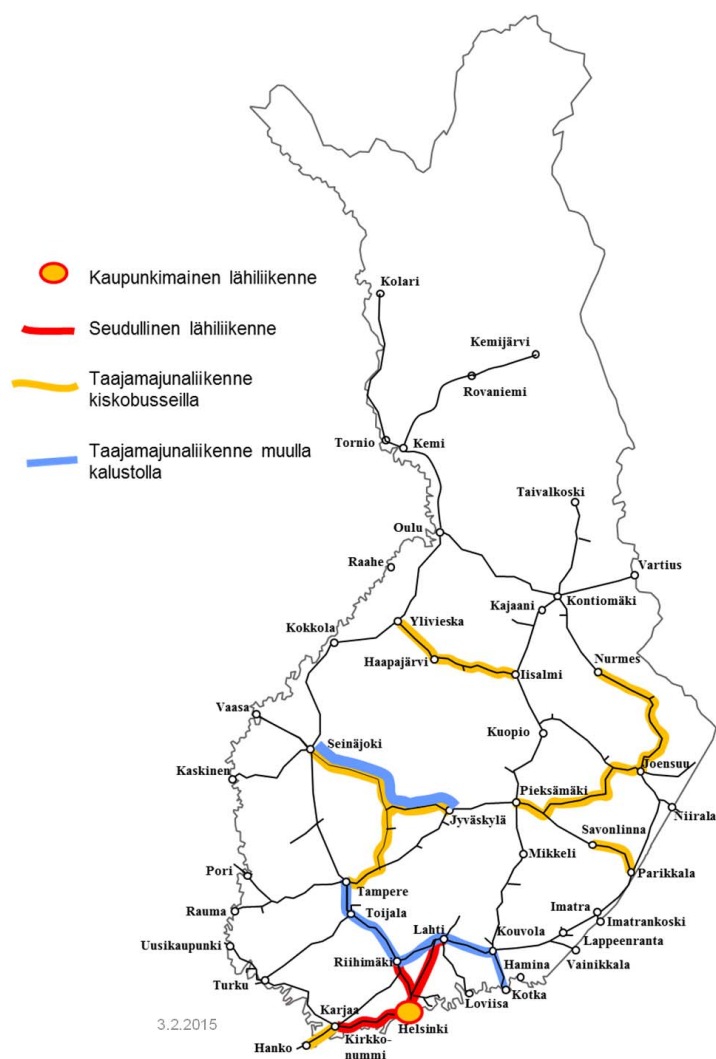 Kaupunkimainen lähiliikenne
Seudullinen lähiliikenne
Taajamajunaliikenne
kiskobusseilla
Taajamajunaliikenne muulla
kalustolla
Kolari
Kemijärvi
Rovaniemi
Tornio
Kemi
Taivalkoski
Oulu
Raahe
Vartius
Kajaani
Kontiomäki
Ylivieska
Kokkola
Haapajärvi
Iisalmi
Nurmes
Vaasa
Seinäjoki
Kuopio
Kaskinen
Joensuu
Pieksämäki
Jyväskylä
Niirala
Savonlinna
Mikkeli
Pori
Parikkala
Tampere
Rauma
Toijala
Imatra
Imatrankoski
Lahti
Kouvola
Uusikaupunki
Lappeenranta
Riihimäki
Hamina
Vainikkala
Turku
Loviisa
Kotka
Karjaa
Helsinki
3.2.2015
Kirkko-
nummi
Hanko